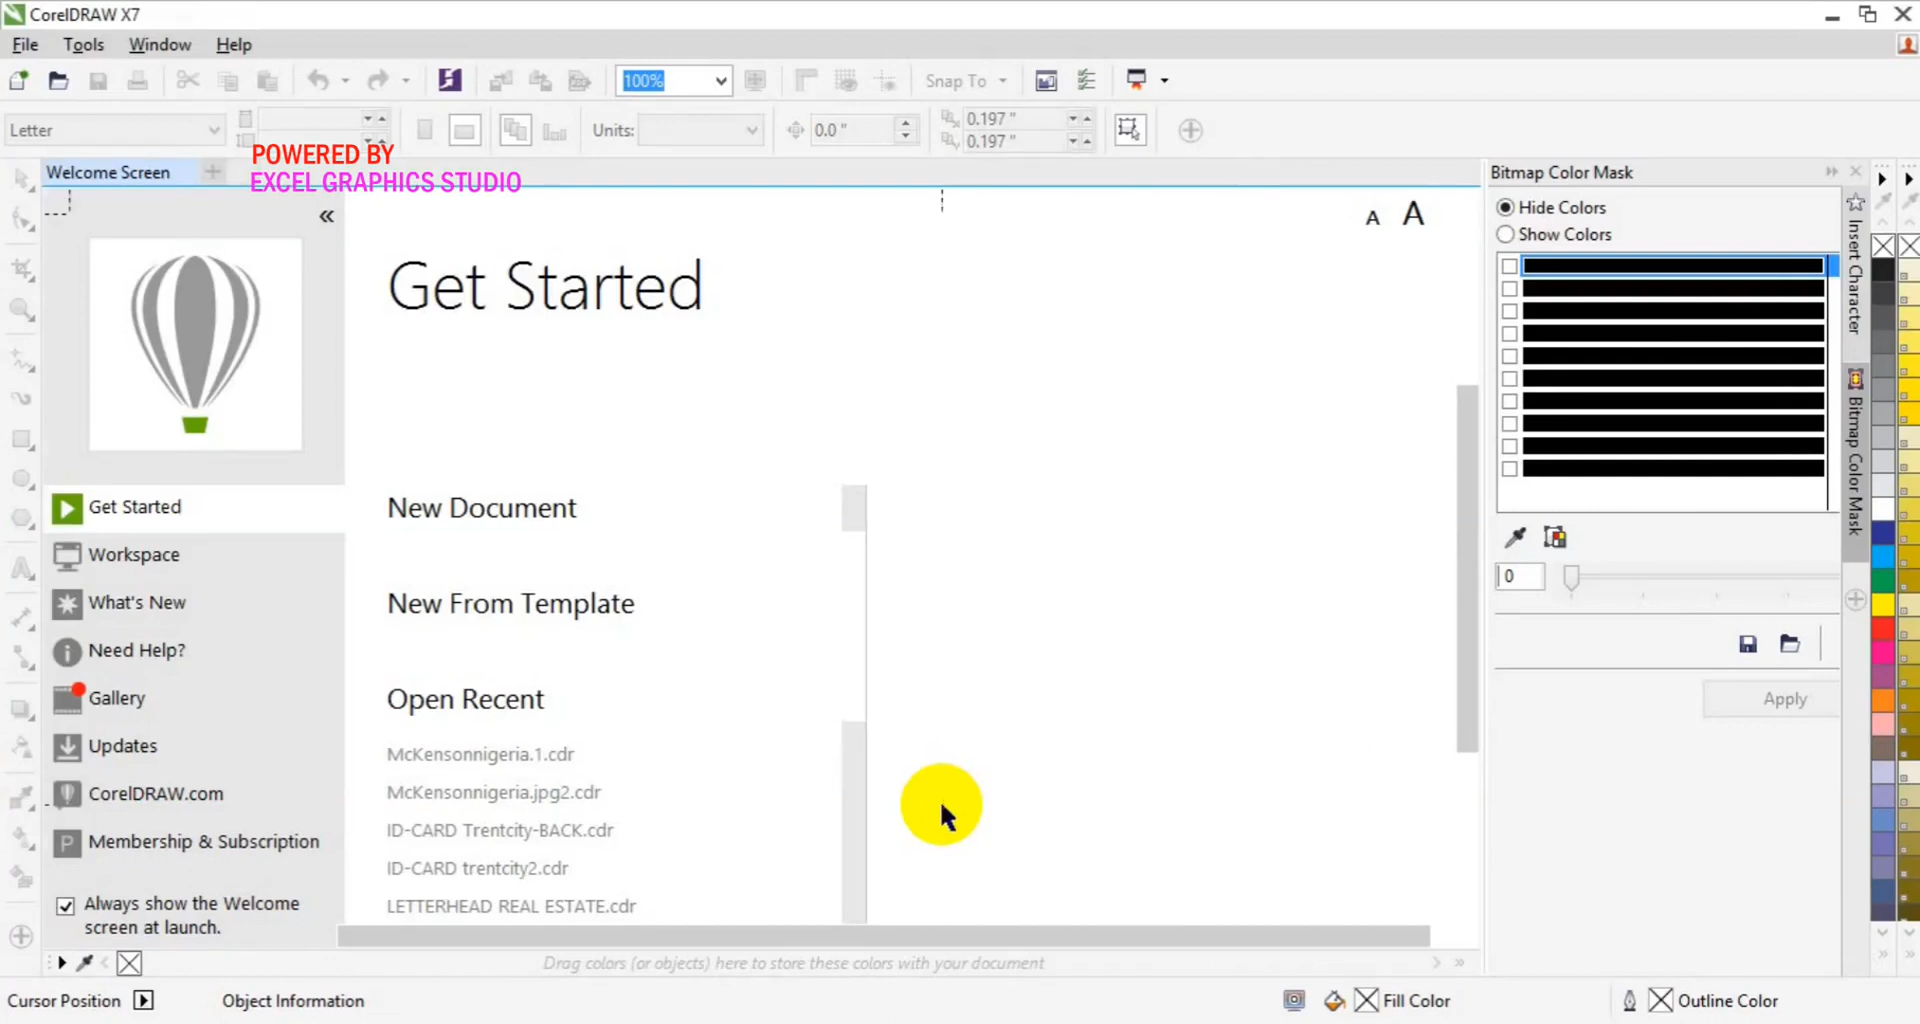 CorelDRAW X7
File Tools Window Help
100% Snap To
Letter Units: 0.0 " 0.197 "
0.197 "
POWERED BY
EXCEL GRAPHICS STUDIO
Welcome Screen
Bitmap Color Mask
Hide Colors
Show Colors
A A
Get Started
Insert Character
Bitmap Color Mask
Get Started
Workspace
What's New
Need Help?
Gallery
Updates
CorelDRAW.com
P Membership & Subscription
Always show the Welcome
screen at launch.
New Document
New From Template
Open Recent
McKensonnigeria.1.cdr
McKensonnigeria.jpg2.cdr
ID-CARD Trentcity-BACK.cdr
ID-CARD trentcity2.cdr
LETTERHEAD REAL ESTATE.cdr
0
Apply
Drag colors (or objects) here to store these colors with your document
Cursor Position Object Information Fill Color Outline Color